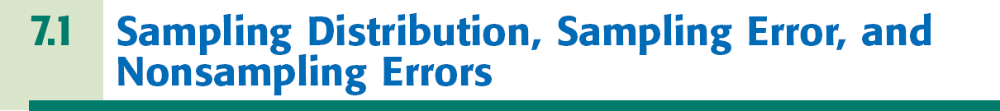 7.1 Sampling Distribution, Sampling Error, and
Nonsampling Errors